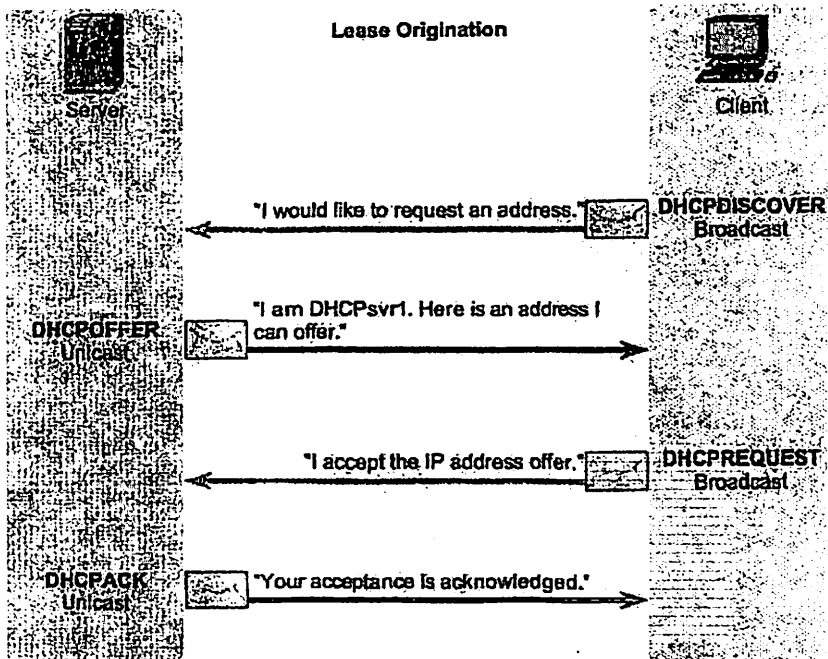 Lease Origination
Server
Client
"I would like to request an address."
DHCPDISCOVER
Broadcast
"I am DHCPsvr1. Here is an address I
can offer."
DHCPOFFER
Unicast
"I accept the IP address offer."
DHCPREQUEST
Broadcast
DHCPACK
Unicast
"Your acceptance is acknowledged."